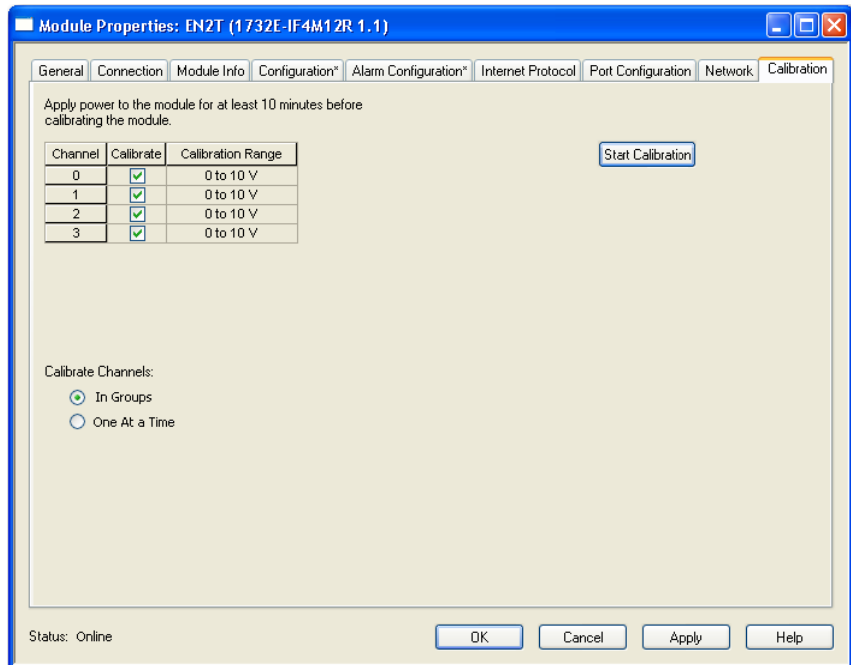 Module Properties: EN2T (1732E-IF4M12R 1.1)
General Connection Module Info Configuration* Alarm Configuration* Internet Protocol Port Configuration Network Calibration
Apply power to the module for at least 10 minutes before
calibrating the module.
Channel Calibrate Calibration Range
Start Calibration
0 0 to 10 V
1 0 to 10 V
2 0 to 10 V
3 0 to 10 V
Calibrate Channels:
In Groups
One At a Time
Status: Online
OK Cancel Apply Help